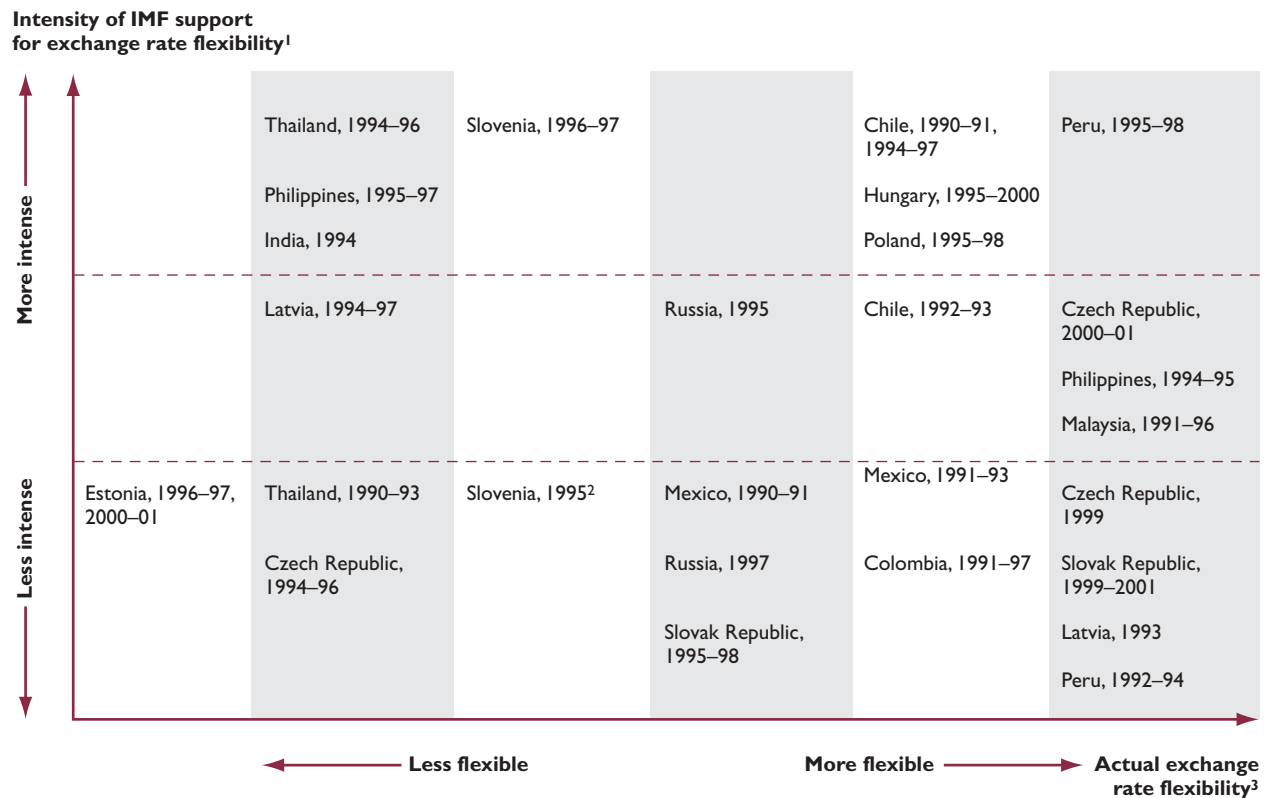 Intensity of IMF support
for exchange rate flexibility¹
More intense
Less intense
Thailand, 1994–96
Slovenia, 1996–97
Chile, 1990–91,
1994–97
Peru, 1995–98
Philippines, 1995–97
Hungary, 1995–2000
India, 1994
Poland, 1995–98
Latvia, 1994–97
Russia, 1995
Chile, 1992–93
Czech Republic,
2000–01
Philippines, 1994–95
Malaysia, 1991–96
Estonia, 1996–97,
2000–01
Thailand, 1990–93
Slovenia, 1995²
Mexico, 1990–91
Mexico, 1991–93
Czech Republic,
1999
Czech Republic,
1994–96
Russia, 1997
Colombia, 1991–97
Slovak Republic,
1999–2001
Slovak Republic,
1995–98
Latvia, 1993
Peru, 1992–94
Less flexible
More flexible
Actual exchange
rate flexibility³